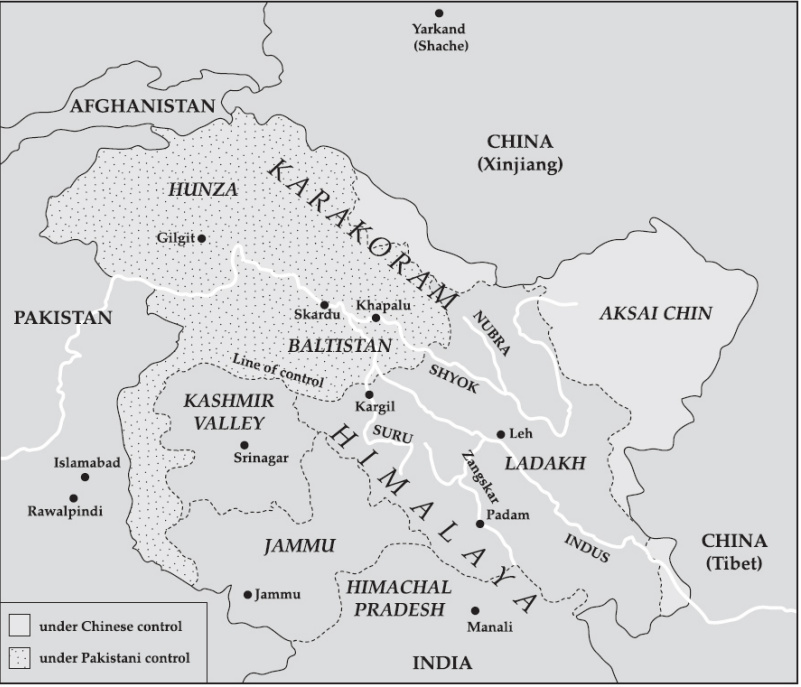 Yarkand
(Shache)
AFGHANISTAN
CHINA
(Xinjiang)
KARAKORAM
HUNZA
Gilgit
PAKISTAN
Skardu
Khapalu
NUBRA
AKSAI CHIN
BALTISTAN
Line of control
SHYOK
KASHMIR
VALLEY
Kargil
SURU
Leh
Srinagar
HIMALAYA
LADAKH
Islamabad
Zangskar
Rawalpindi
Padam
JAMMU
INDUS
CHINA
(Tibet)
HIMACHAL
PRADESH
Jammu
Manali
under Chinese control
under Pakistani control
INDIA